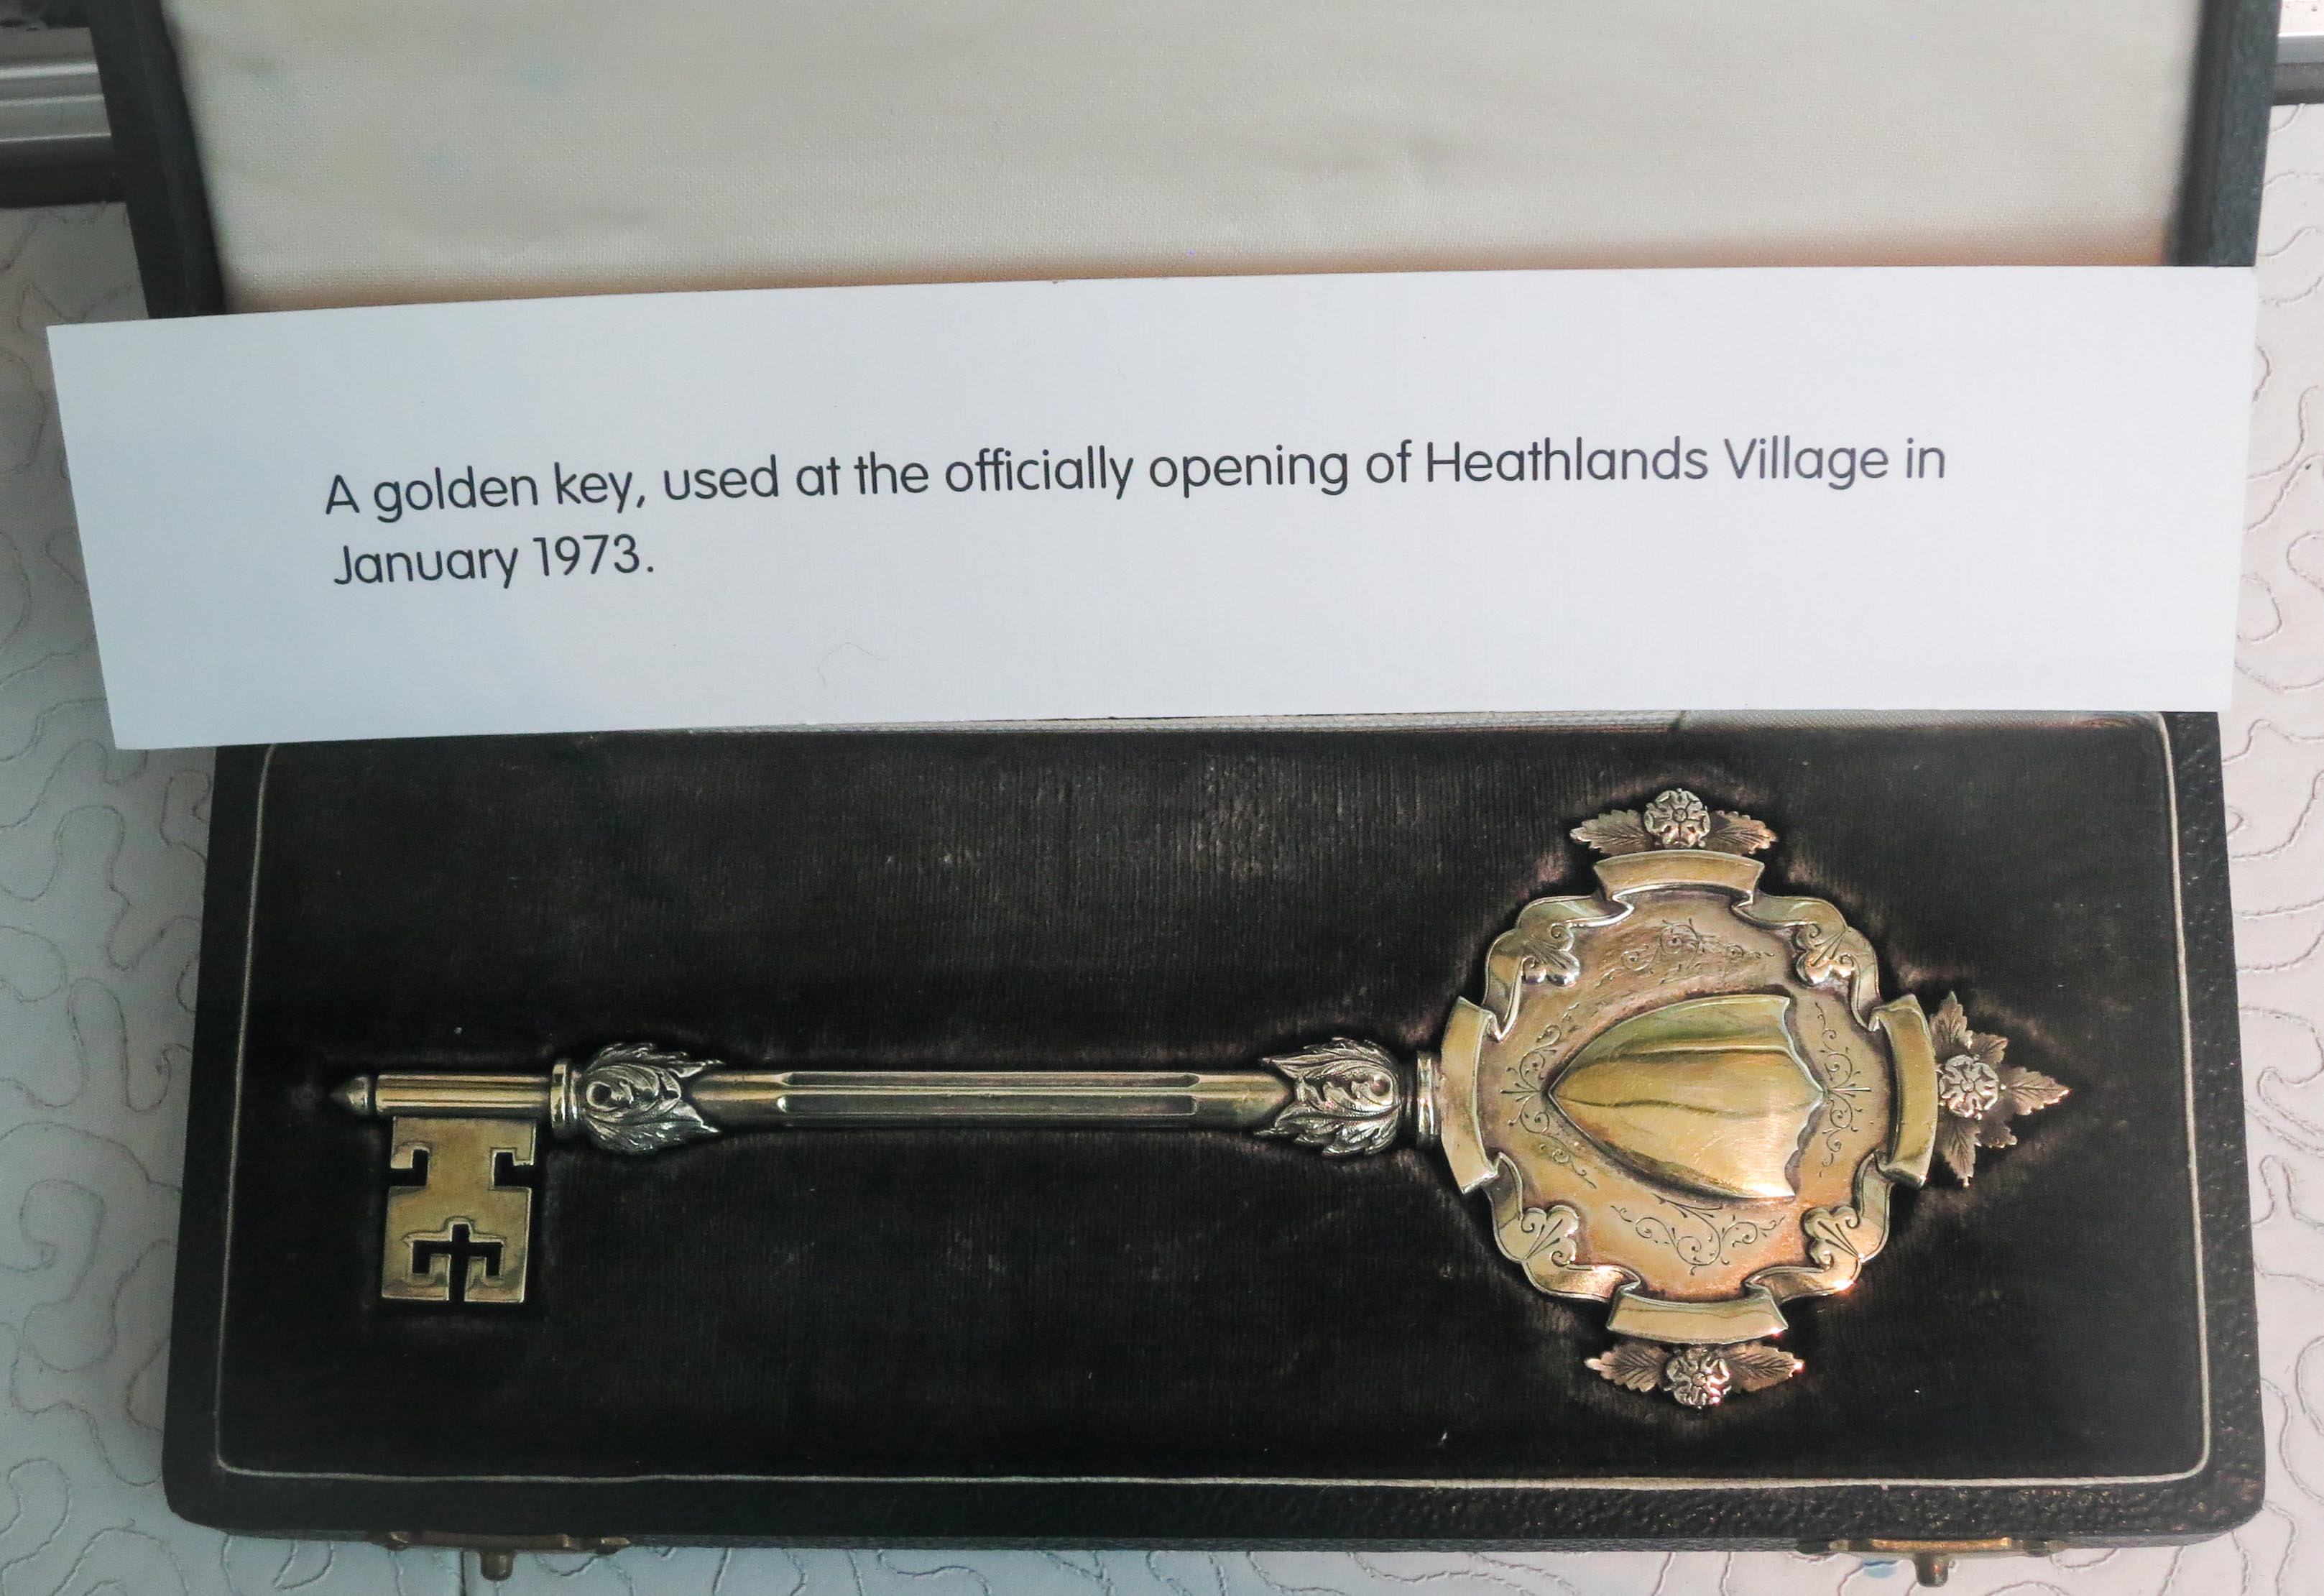 A golden key, used at the officially opening of Heathlands Village in
January 1973.